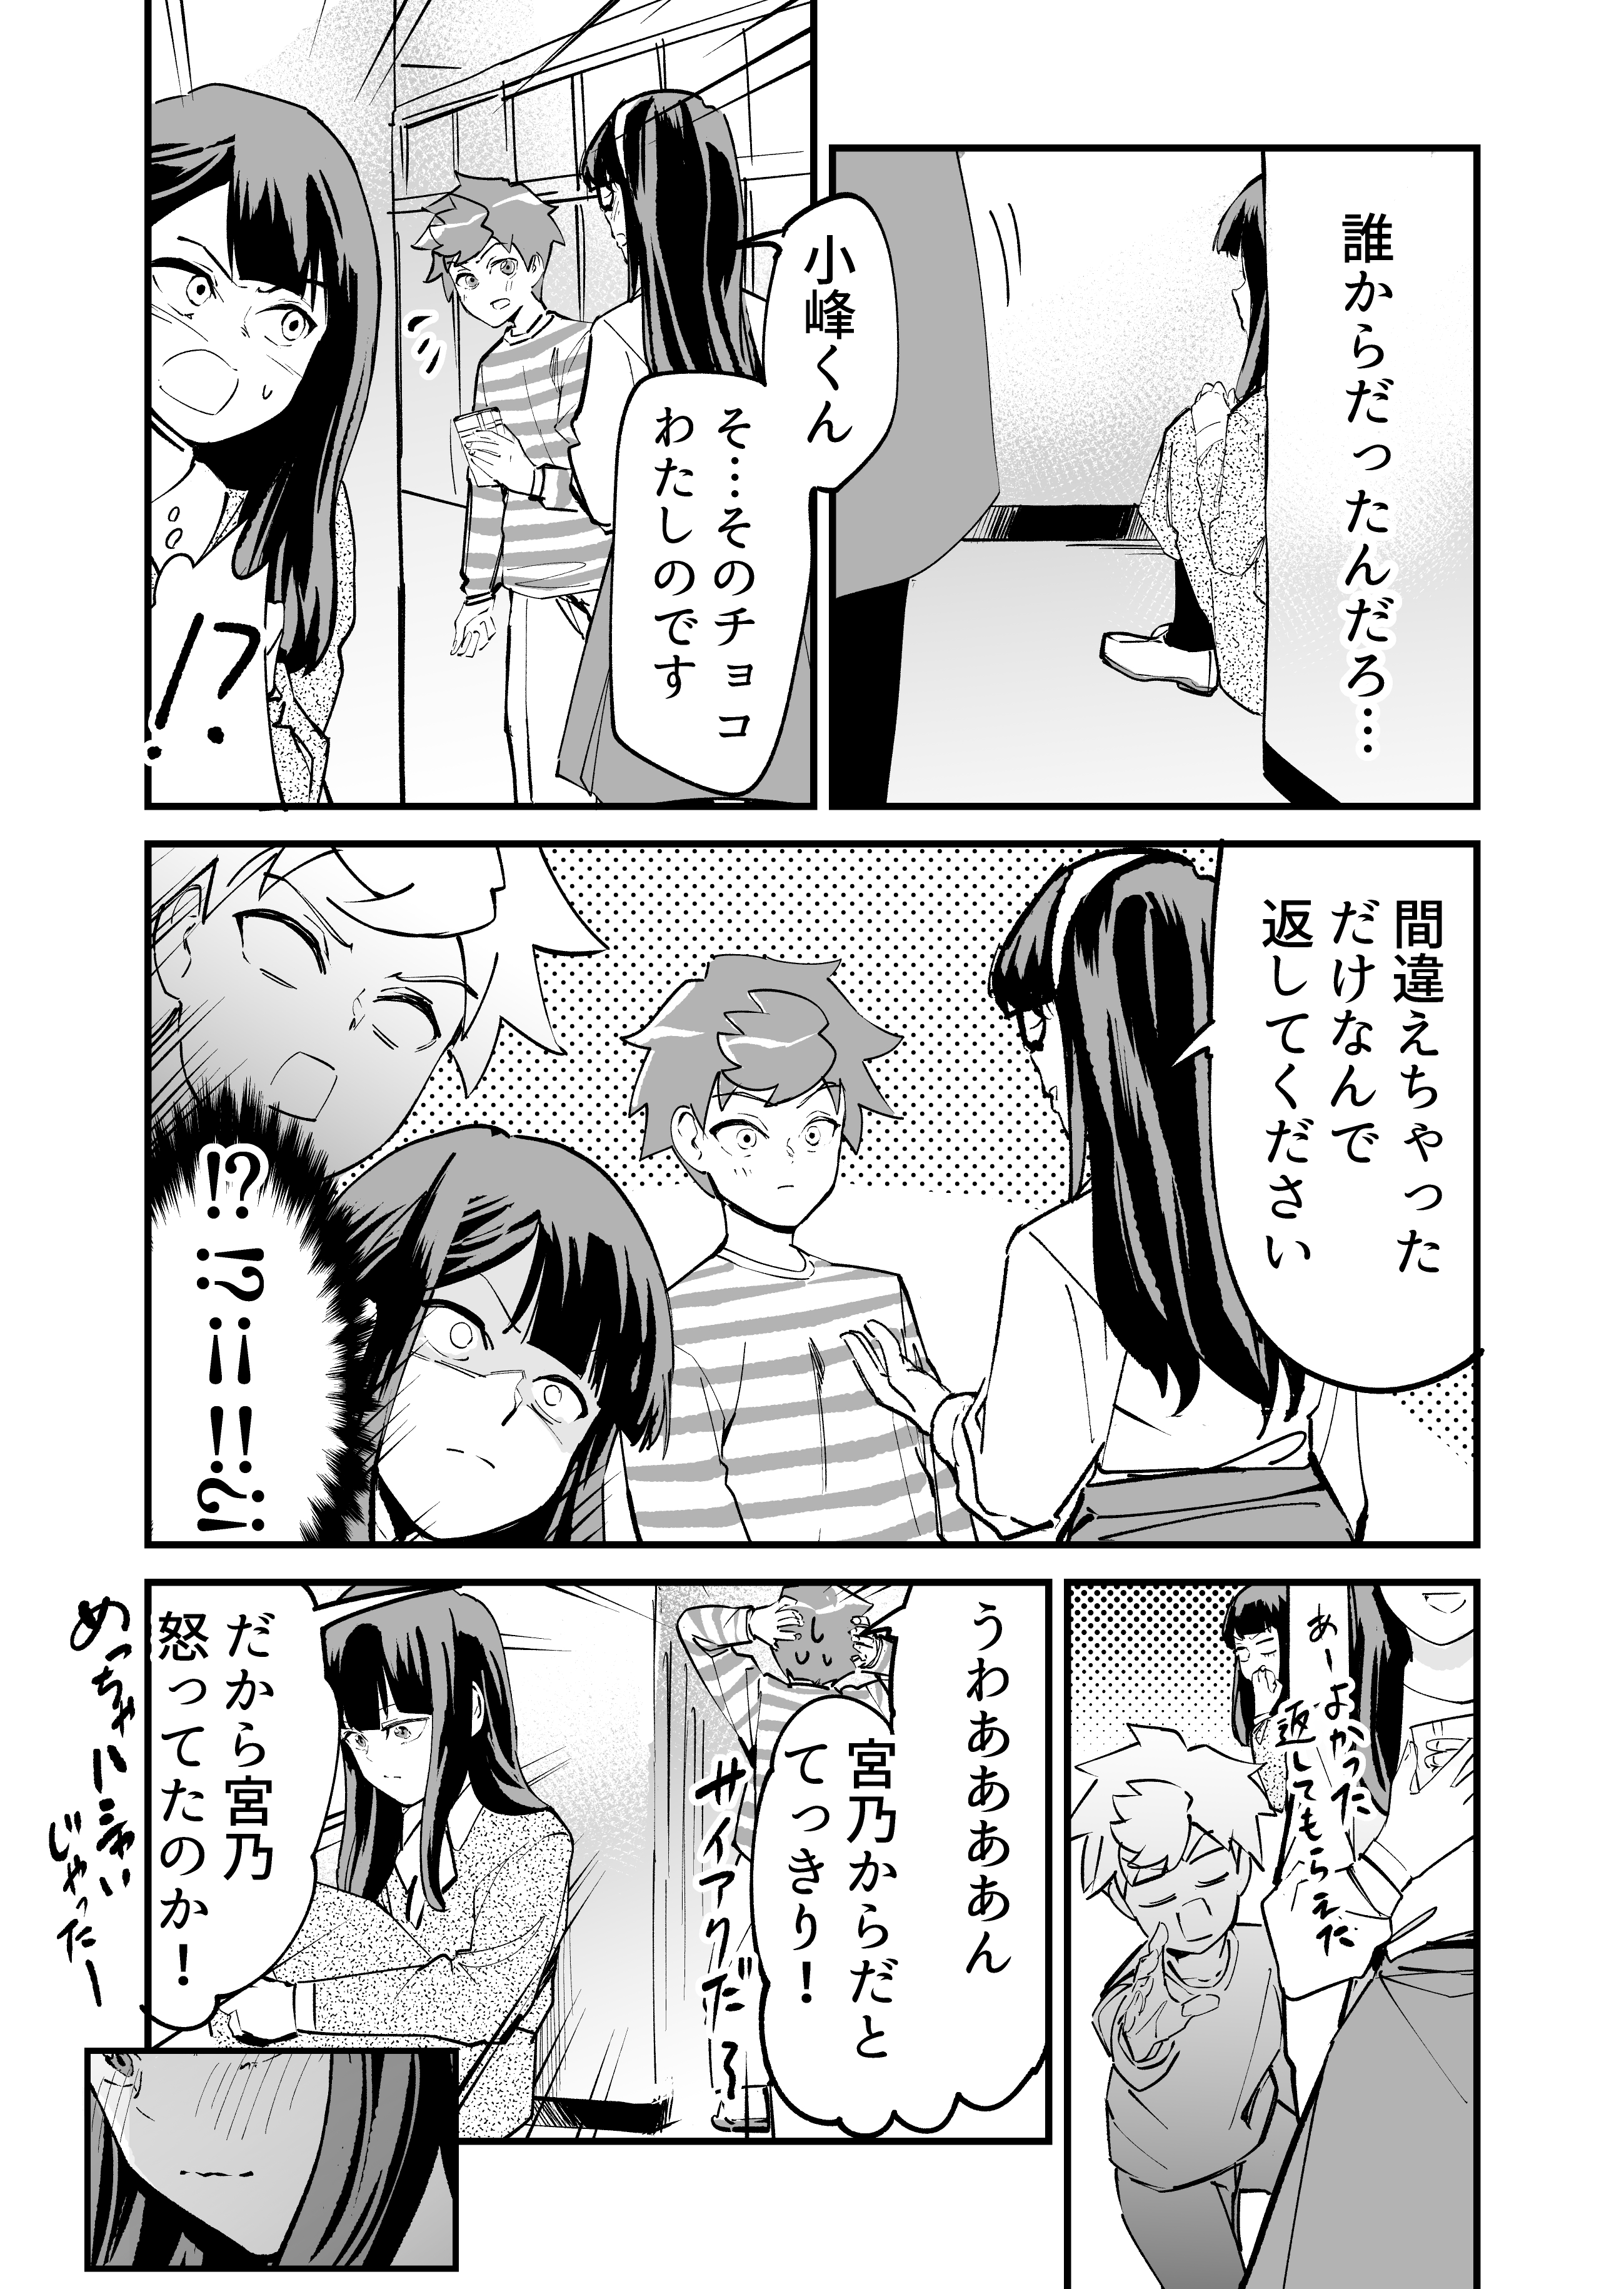 誰からだったんだろ…
小峰くん
そ…そのチョコ
わたしのです
!?
間違えちゃった
だけなんで
返してください
⁉!?¡¡!!?¡
あーよかった
返してもらえた
うわああああん
宮乃からだと
てっきり!
サイアクだ〜
だから宮乃
怒ってたのか!
めっちゃハズい
じゃったー